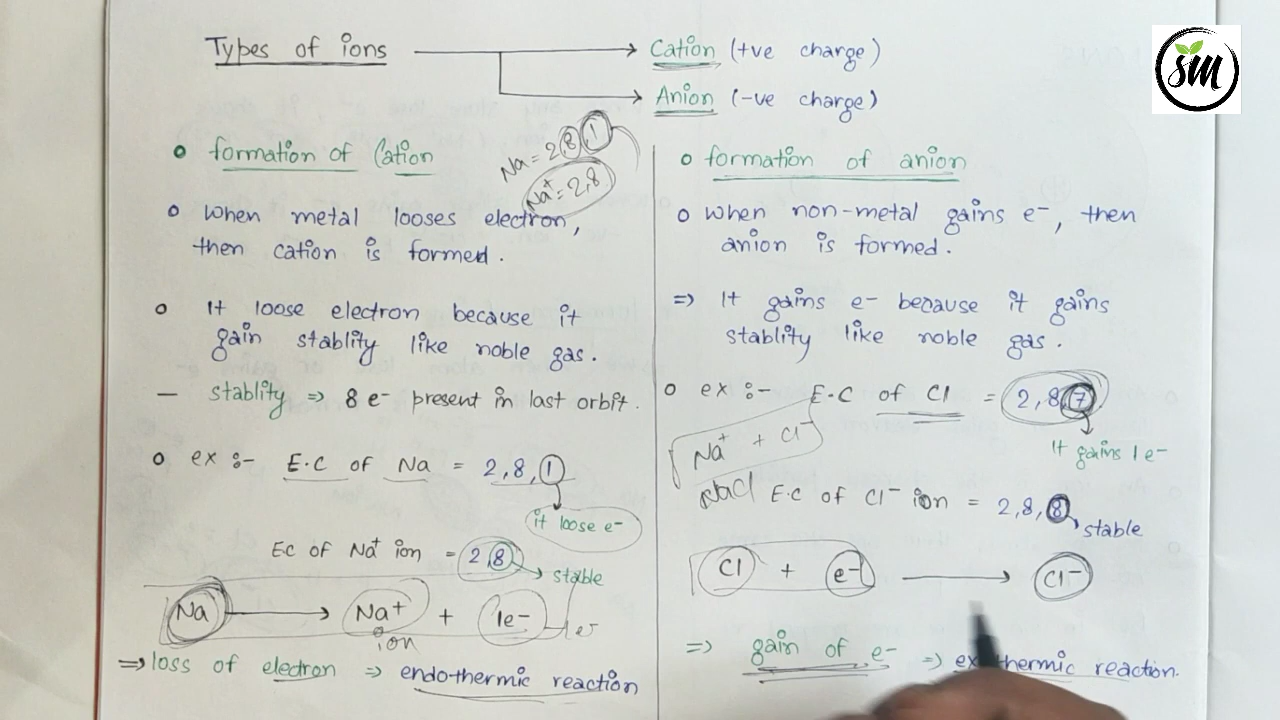 Types of ions
Cation (+ve charge)
Anion (-ve charge)
SM
formation of Cation
Na = 2,8,1
Na+ = 2,8
when metal looses electron,
then cation is formed.
It loose electron because it
gain stablity like noble gas.
— stablity ⇒ 8 e- present in last orbit.
ex :- E.C of Na = 2,8,1
it loose e-
EC of Na+ ion = 2,8
stable
Na → Na+ + 1e-
ion
1e-
⇒ loss of electron ⇒ endo-thermic reaction
formation of anion
when non-metal gains e-, then
anion is formed.
⇒ It gains e- because it gains
stablity like noble gas.
ex :- E.C of Cl = 2,8,7
It gains 1e-
Na+ + Cl-
NaCl
E.C of Cl- ion = 2,8,8
stable
Cl + e- → Cl-
⇒ gain of e- ⇒ reaction.